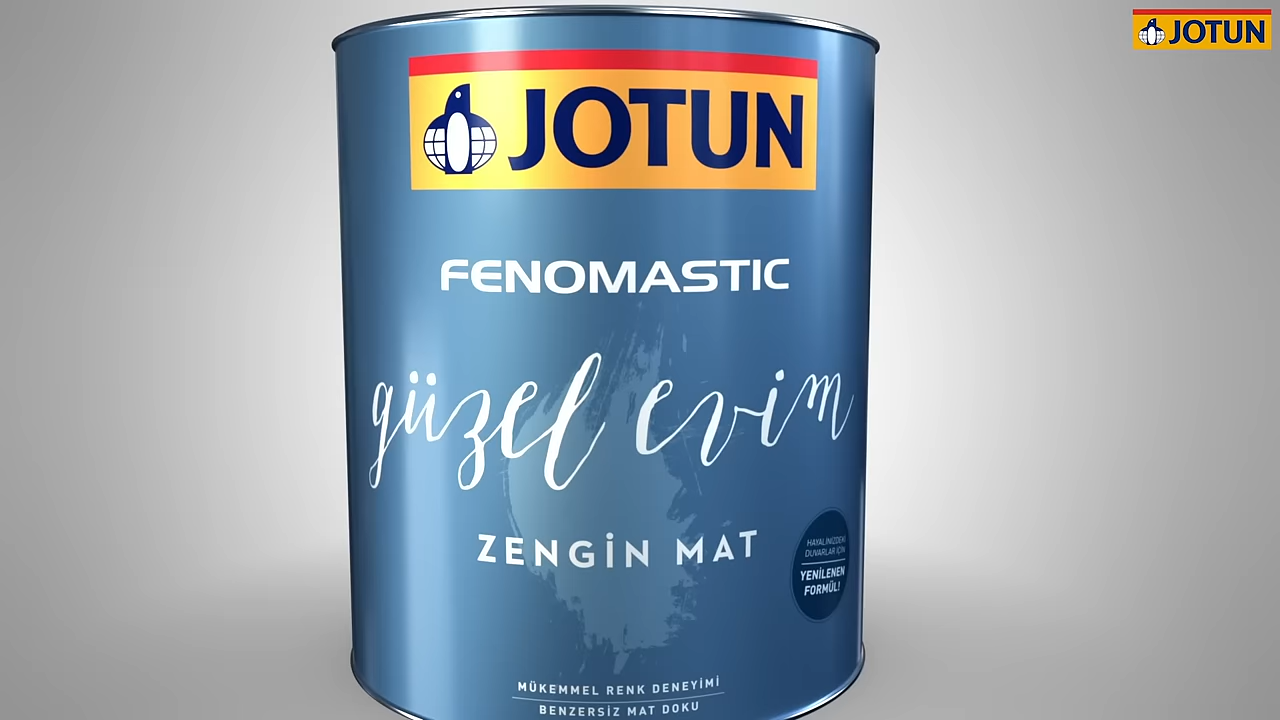 JOTUN
JOTUN
FENOMASTIC
güzel evim
ZENGİN MAT
HAYALİNİZDEKİ
DUVARLAR İÇİN
YENİLENEN
FORMÜL!
MÜKEMMEL RENK DENEYİMİ
BENZERSİZ MAT DOKU